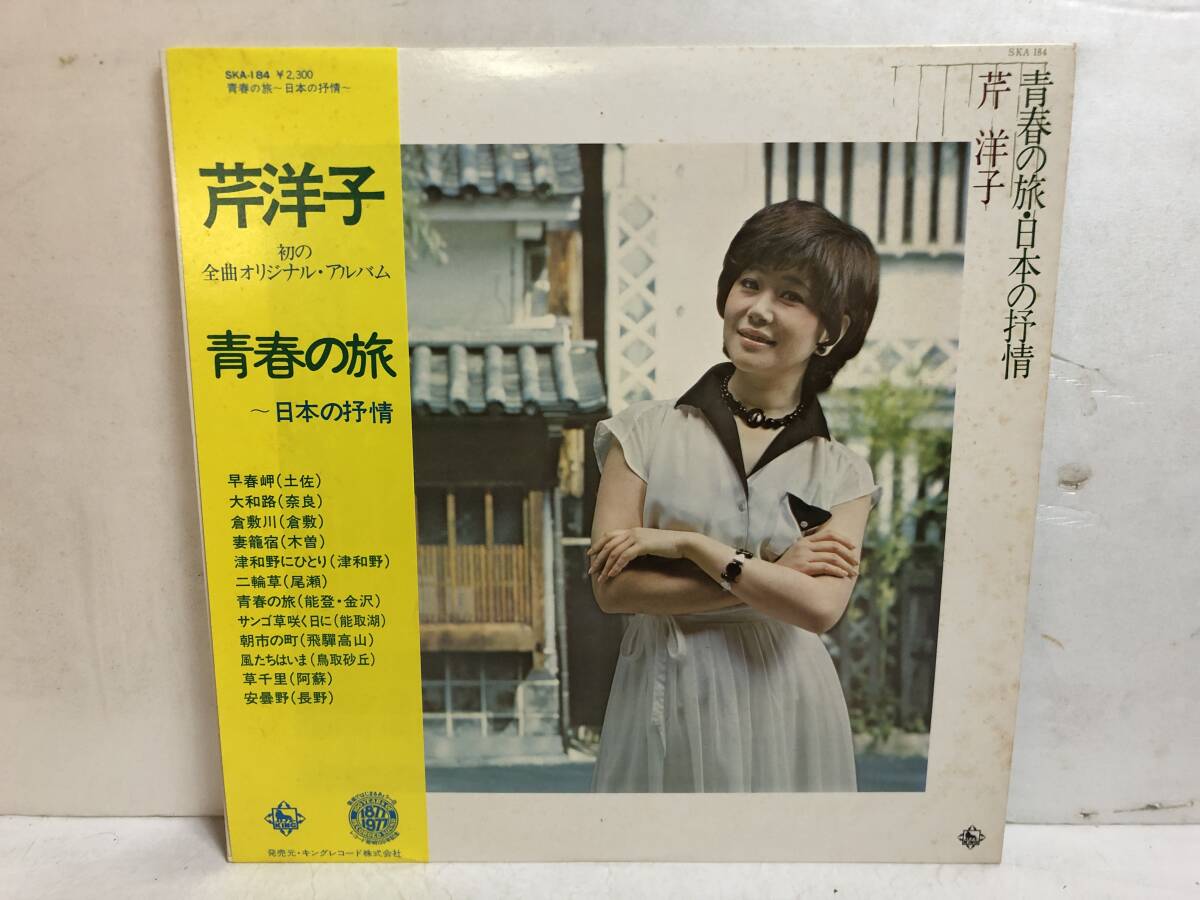 SKA-184 ¥2,300
青春の旅〜日本の抒情〜
芹洋子
初の
全曲オリジナル・アルバム
青春の旅
〜日本の抒情
早春岬(土佐)
大和路(奈良)
倉敷川(倉敷)
妻籠宿(木曽)
津和野にひとり(津和野)
二輪草(尾瀬)
青春の旅(能登・金沢)
サンゴ草咲く日に(能取湖)
朝市の町(飛騨高山)
風たちはいま(鳥取砂丘)
草千里(阿蘇)
安曇野(長野)
KING
1877
1977
発売元・キングレコード株式会社
SKA 184
青春の旅・日本の抒情
芹洋子
KING